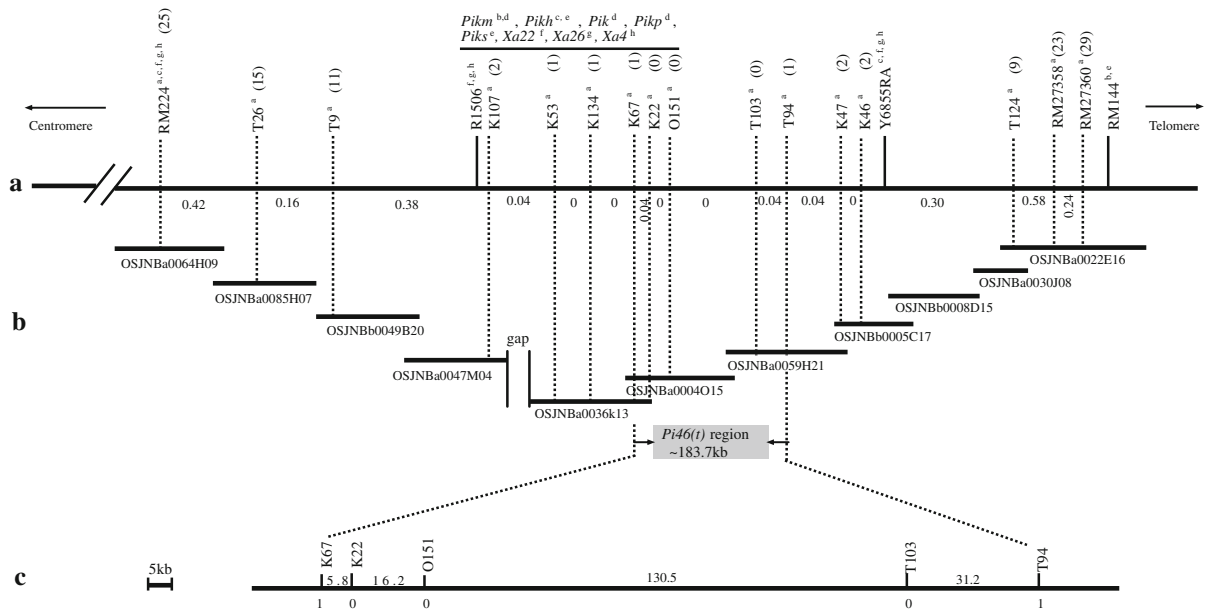 Pikm b,d , Pikh c, e , Pik d, Pikp d ,
Piks e, Xa22 f, Xa26 g, Xa4 h
Centromere
RM224 a, c, f, g, h (25)
T26 a (15)
T9 a (11)
R1506 f, g, h
K107 a (2)
K53 a (1)
K134 a (1)
K67 a (1)
K22 a (0)
O151 a (0)
T103 a (0)
T94 a (1)
K47 a (2)
K46 a (2)
Y6855RA c, f, g, h
T124 a (9)
RM27358 a (23)
RM27360 a (29)
RM144 b, e
Telomere
a
0.42 0.16 0.38 0.04 0 0 0.04 0 0 0.04 0.04 0 0.30 0.58 0.24
b
OSJNBa0064H09
OSJNBa0085H07
OSJNBb0049B20
OSJNBa0047M04
gap
OSJNBa0036k13
OSJNBa0004O15
OSJNBa0059H21
OSJNBb0005C17
OSJNBb0008D15
OSJNBa0030J08
OSJNBa0022E16
Pi46(t) region
~183.7kb
c
5kb
K67 K22 O151 T103 T94
5.8 16.2 130.5 31.2
1 0 0 0 1